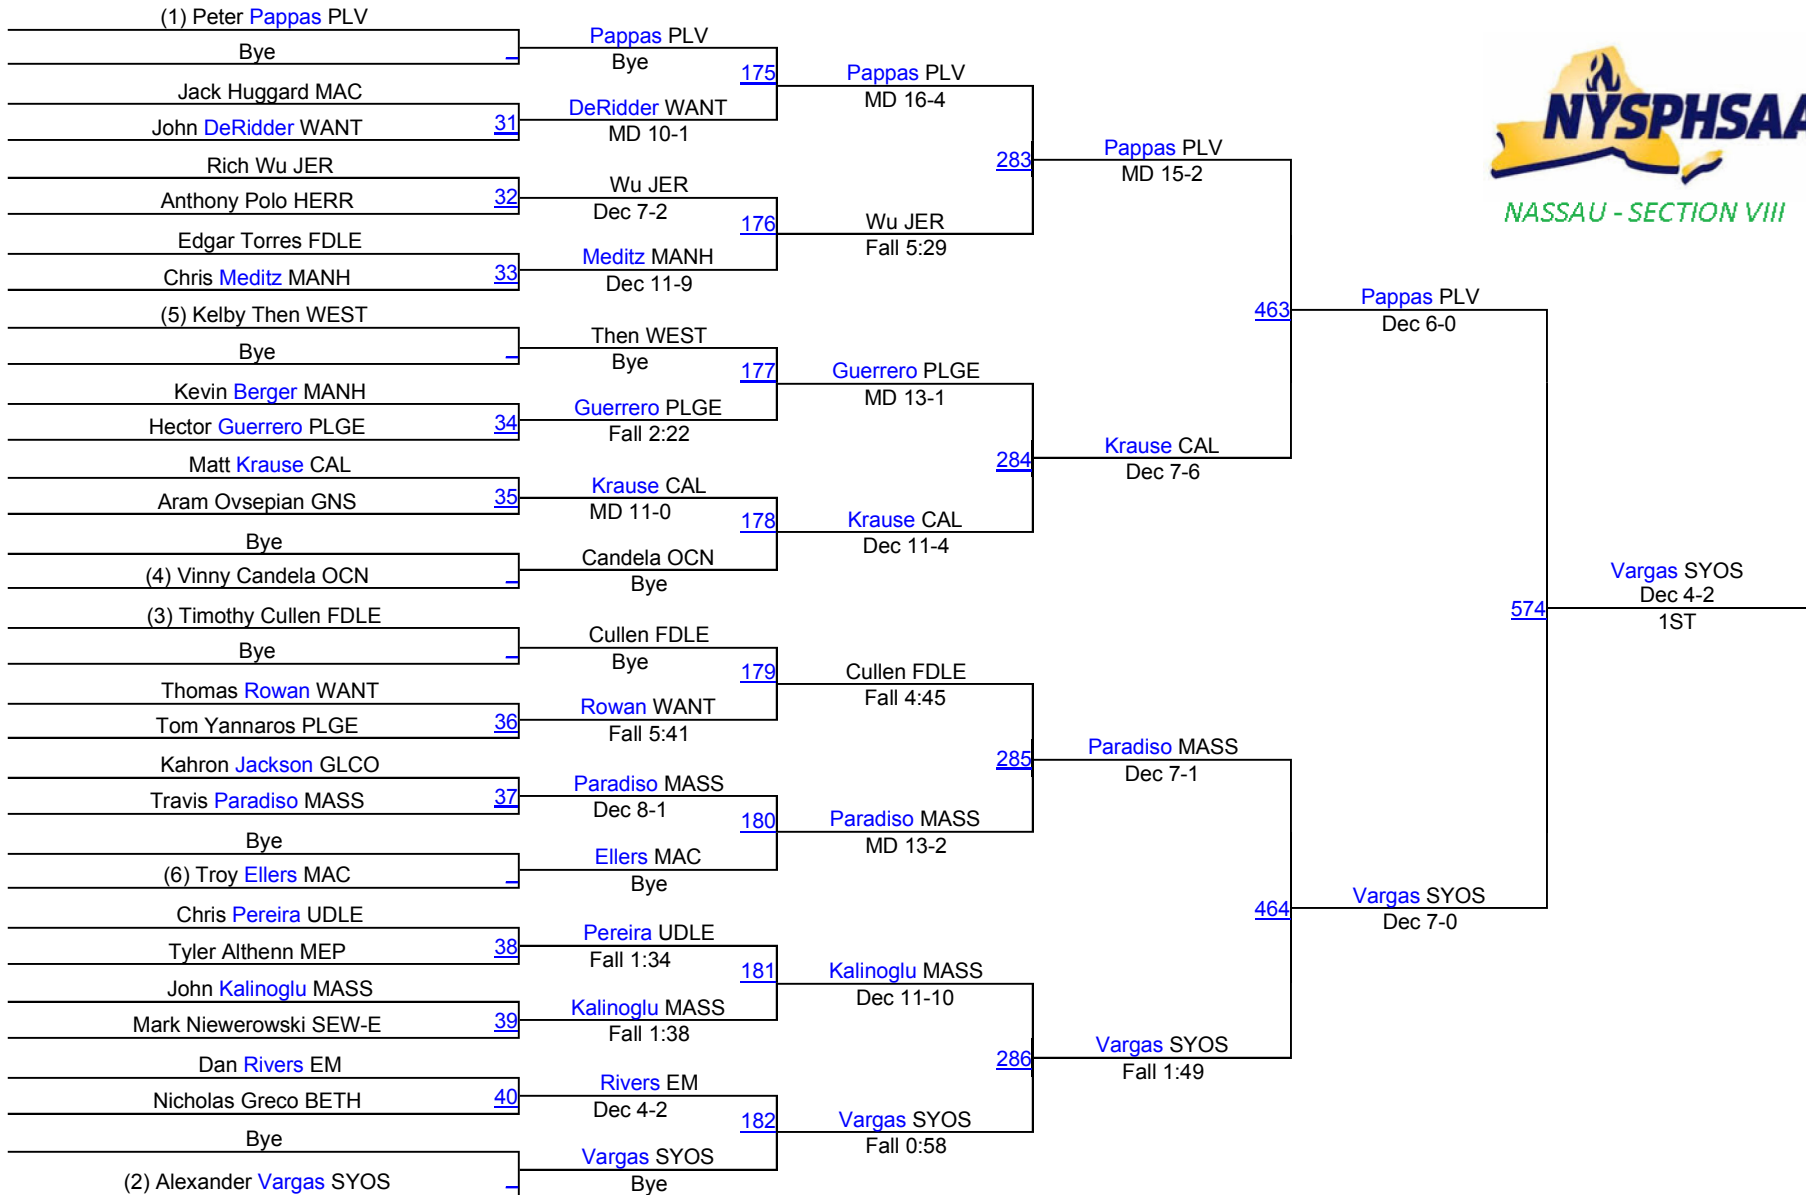 (1) Peter Pappas PLV
Bye
Jack Huggard MAC
John DeRidder WANT
31
Rich Wu JER
Anthony Polo HERR
32
Edgar Torres FDLE
Chris Meditz MANH
33
(5) Kelby Then WEST
Bye
Kevin Berger MANH
Hector Guerrero PLGE
34
Matt Krause CAL
Aram Ovsepian GNS
35
Bye
(4) Vinny Candela OCN
(3) Timothy Cullen FDLE
Bye
Thomas Rowan WANT
Tom Yannaros PLGE
36
Kahron Jackson GLCO
Travis Paradiso MASS
37
Bye
(6) Troy Ellers MAC
Chris Pereira UDLE
Tyler Althenn MEP
38
John Kalinoglu MASS
Mark Niewerowski SEW-E
39
Dan Rivers EM
Nicholas Greco BETH
40
Bye
(2) Alexander Vargas SYOS
Pappas PLV
Bye
175
DeRidder WANT
MD 10-1
Wu JER
Dec 7-2
176
Meditz MANH
Dec 11-9
Then WEST
Bye
177
Guerrero PLGE
Fall 2:22
Krause CAL
MD 11-0
178
Candela OCN
Bye
Cullen FDLE
Bye
179
Rowan WANT
Fall 5:41
Paradiso MASS
Dec 8-1
180
Ellers MAC
Bye
Pereira UDLE
Fall 1:34
181
Kalinoglu MASS
Fall 1:38
Rivers EM
Dec 4-2
182
Vargas SYOS
Bye
Pappas PLV
MD 16-4
283
Wu JER
Fall 5:29
Guerrero PLGE
MD 13-1
284
Krause CAL
Dec 11-4
Cullen FDLE
Fall 4:45
285
Paradiso MASS
MD 13-2
Kalinoglu MASS
Dec 11-10
286
Vargas SYOS
Fall 0:58
Pappas PLV
MD 15-2
463
Krause CAL
Dec 7-6
Paradiso MASS
Dec 7-1
464
Vargas SYOS
Fall 1:49
Pappas PLV
Dec 6-0
574
Vargas SYOS
Dec 7-0
Vargas SYOS
Dec 4-2
1ST
NYSPHSAA
NASSAU - SECTION VIII